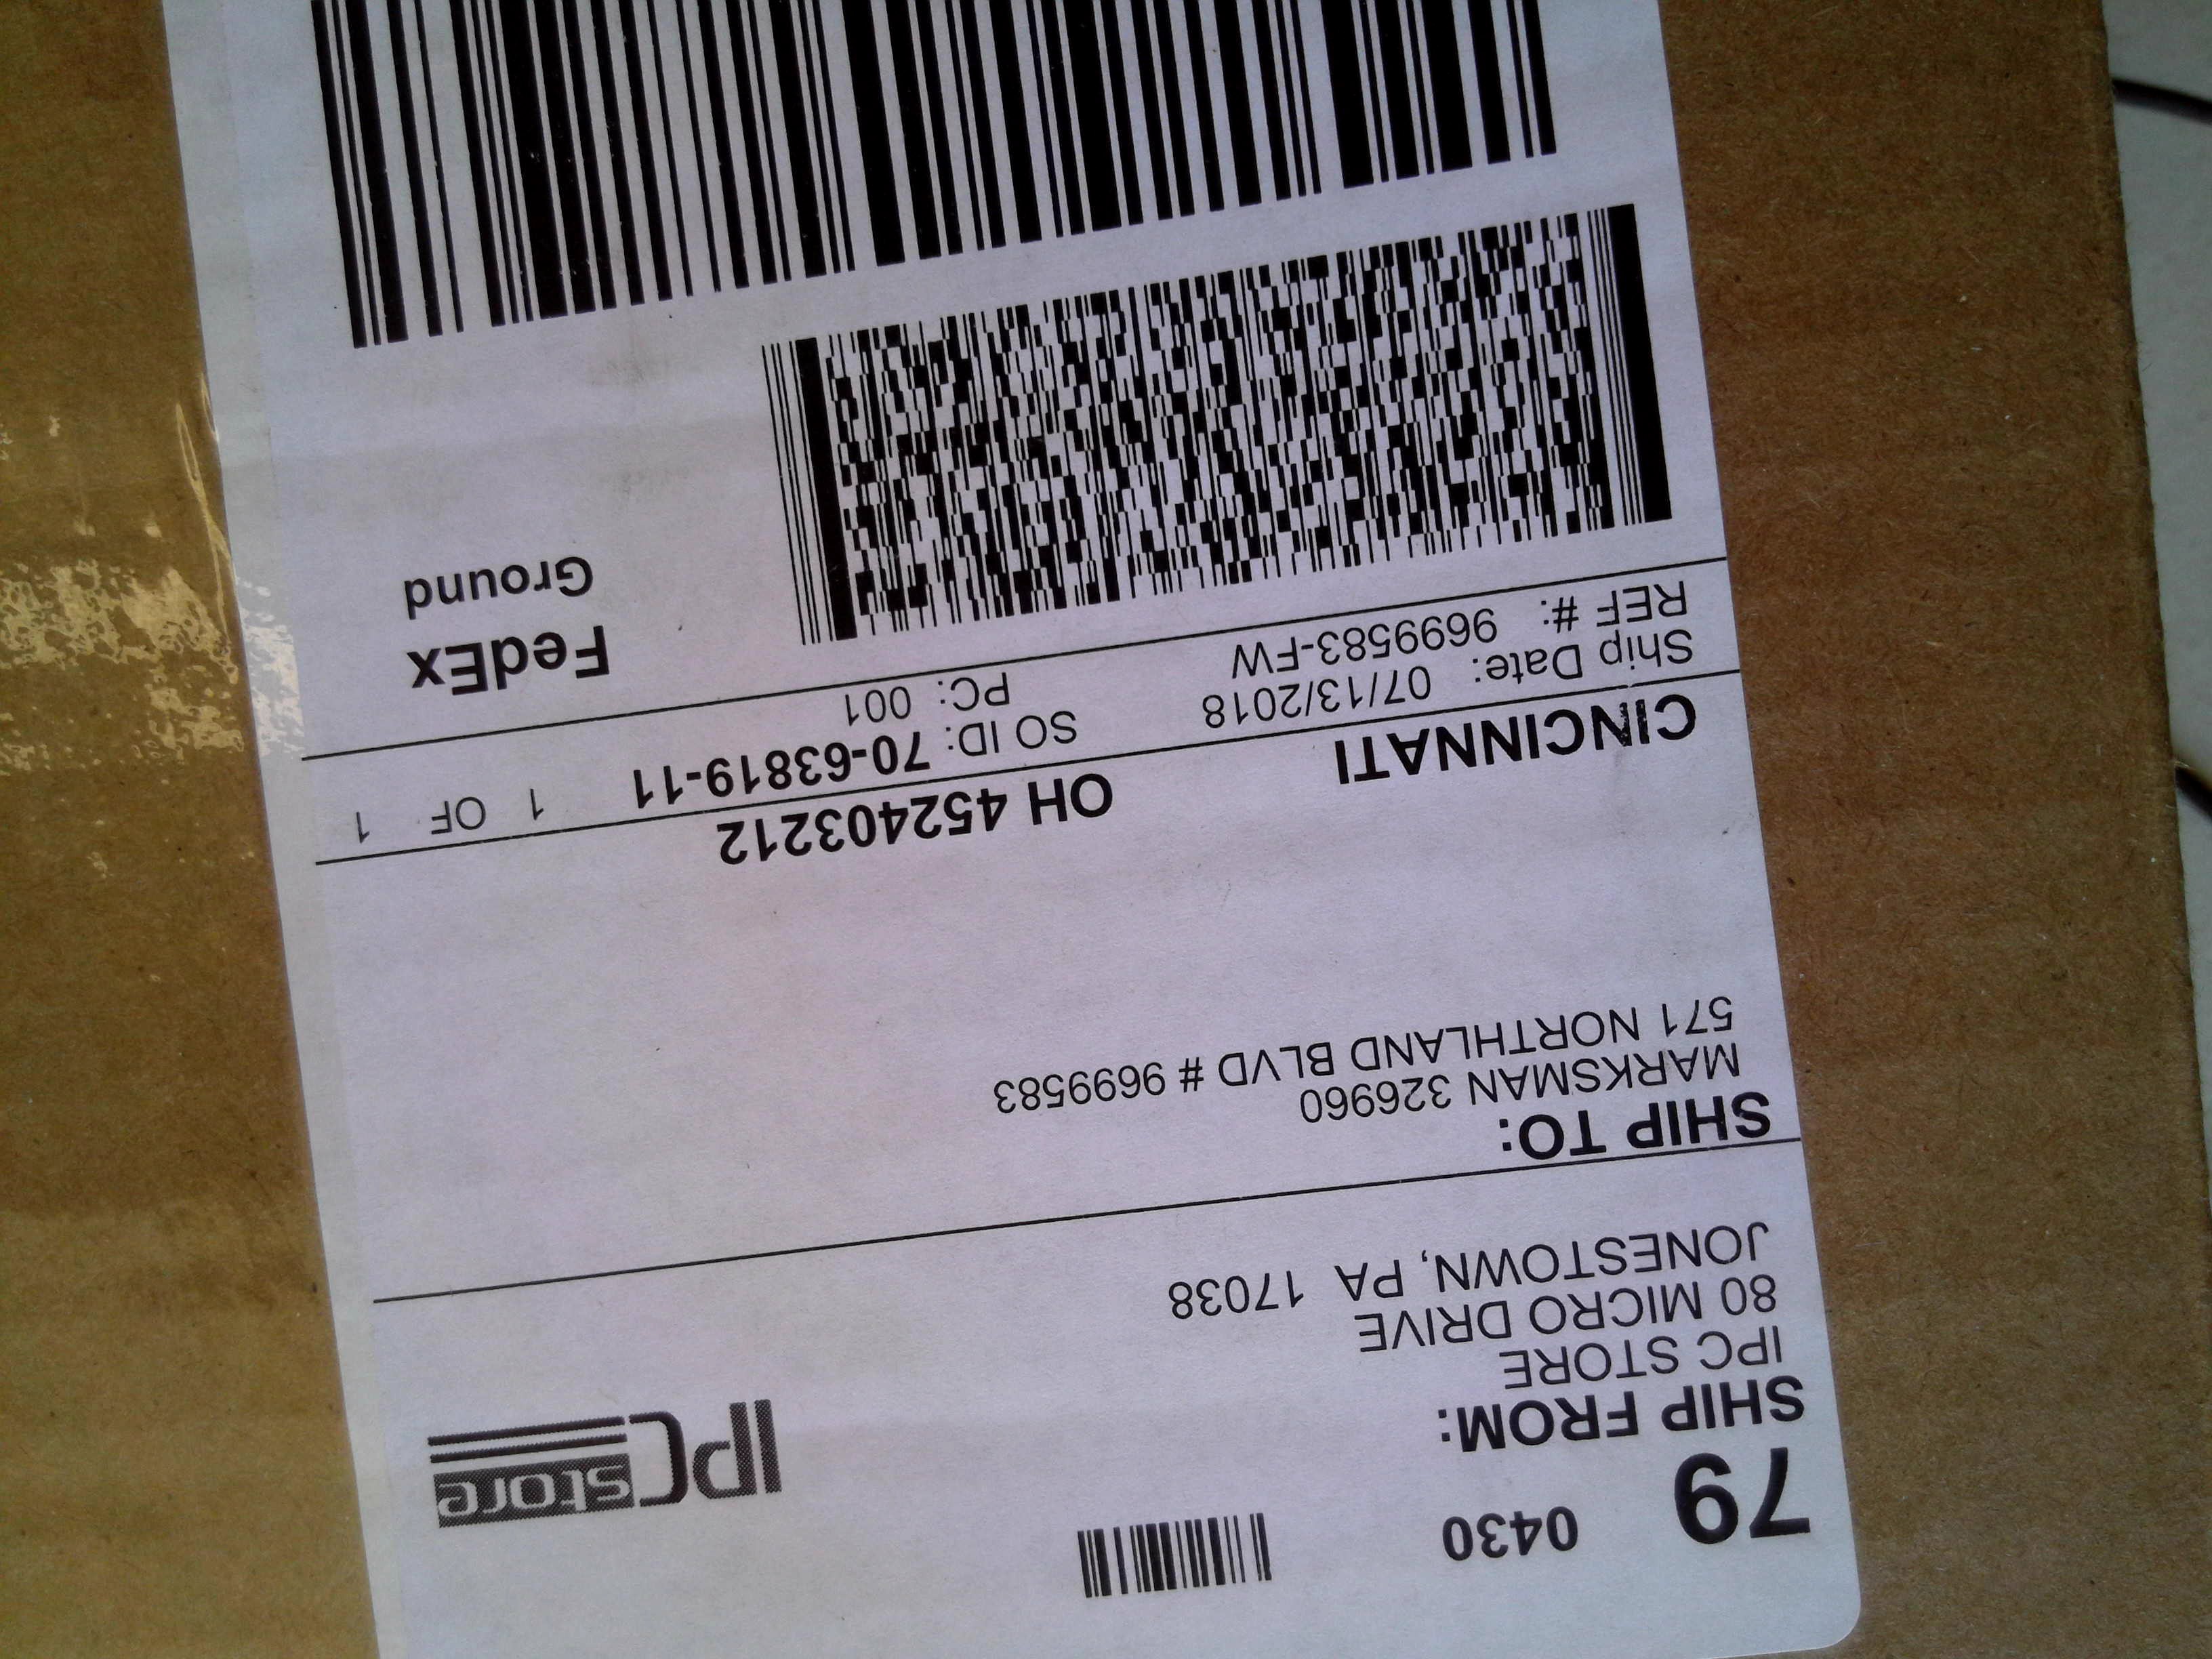 79 0430
IPCstore
SHIP FROM:
IPC STORE
80 MICRO DRIVE
JONESTOWN, PA 17038
SHIP TO:
MARKSMAN 326960
571 NORTHLAND BLVD # 9699583
CINCINNATI OH 452403212
Ship Date: 07/13/2018 SO ID: 70-63819-11 1 OF 1
REF #: 9699583-FW PC: 001
FedEx
Ground